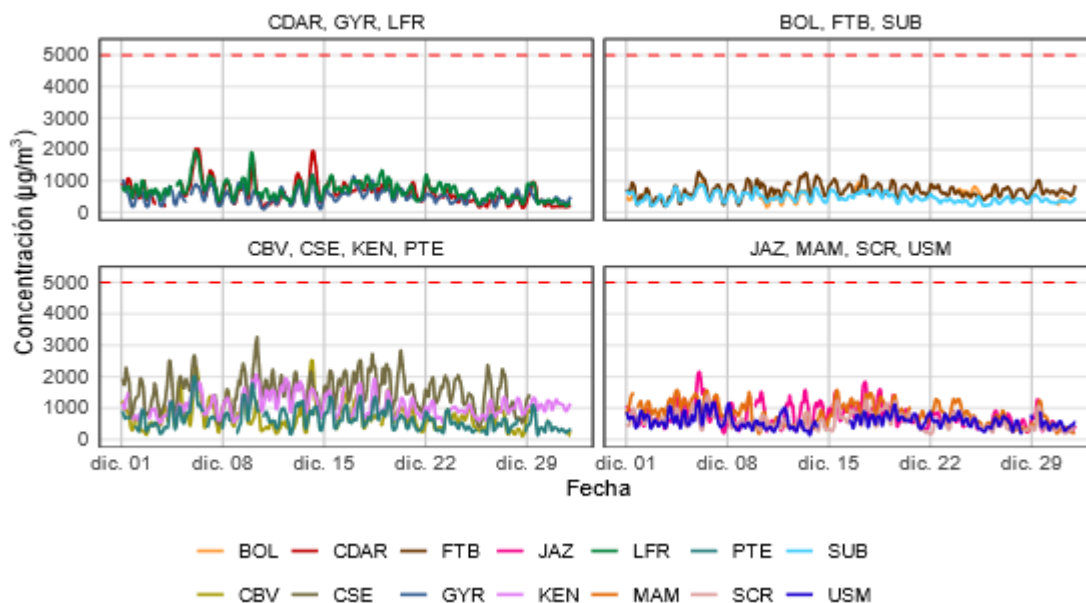 CDAR, GYR, LFR
BOL, FTB, SUB
5000
4000
3000
2000
1000
0
CBV, CSE, KEN, PTE
JAZ, MAM, SCR, USM
5000
4000
3000
2000
1000
0
Concentración (µg/m³)
dic. 01 dic. 08 dic. 15 dic. 22 dic. 29
dic. 01 dic. 08 dic. 15 dic. 22 dic. 29
Fecha
BOL CDAR FTB JAZ LFR PTE SUB
CBV CSE GYR KEN MAM SCR USM